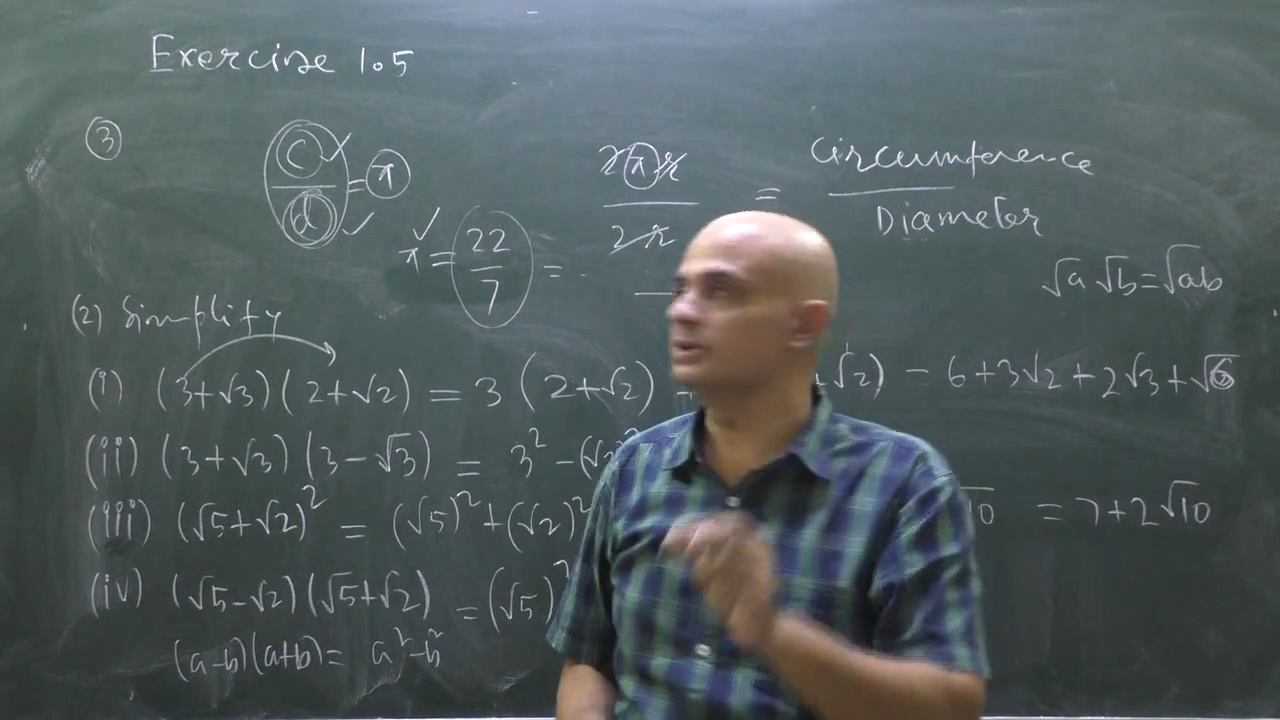 Exercise 1.5
③ C/d = π 2πr/2r = Circumference/Diameter
π = 22/7 =
√a √b = √ab
(2) Simplify
(i) (3+√3)(2+√2) = 3(2+√2) √2) = 6+3√2+2√3+√6
(ii) (3+√3)(3-√3) = 3² -(√
(iii) (√5+√2)² = (√5)²+(√2)² √10 = 7+2√10
(iv) (√5-√2)(√5+√2) = (√5)²
(a-b)(a+b) = a²-b²